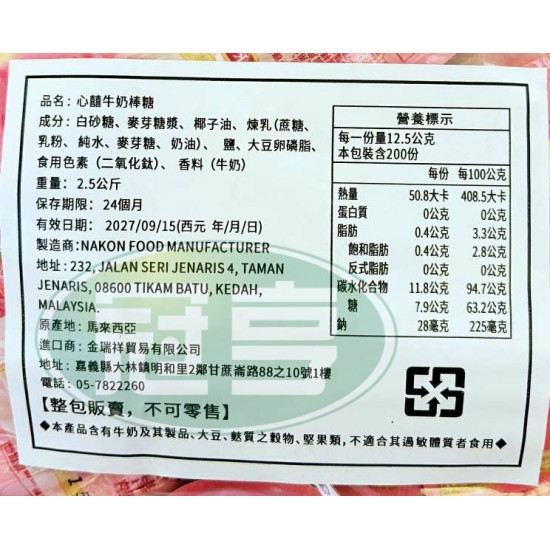 品名：心囍牛奶棒糖
成分：白砂糖、麥芽糖漿、椰子油、煉乳(蔗糖、
乳粉、純水、麥芽糖、奶油)、 鹽、大豆卵磷脂、
食用色素（二氧化鈦)、 香料（牛奶)
重量： 2.5公斤
保存期限： 24個月
有效日期： 2027/09/15(西元 年/月/日)
製造商:NAKON FOOD MANUFACTURER
地址:232, JALAN SERI JENARIS 4, TAMAN
JENARIS, 08600 TIKAM BATU, KEDAH,
MALAYSIA.
原產地：馬來西亞
進口商：金瑞祥貿易有限公司
地址：嘉義縣大林鎮明和里2鄰甘蔗崙路88之10號1樓
電話：05-7822260
【整包販賣，不可零售】
◆本產品含有牛奶及其製品、大豆、麩質之穀物、堅果類，不適合其過敏體質者食用◆
營養標示
每一份量12.5公克
本包裝含200份
每份 每100公克
熱量 50.8大卡 408.5大卡
蛋白質 0公克 0公克
脂肪 0.4公克 3.3公克
飽和脂肪 0.4公克 2.8公克
反式脂肪 0公克 0公克
碳水化合物 11.8公克 94.7公克
糖 7.9公克 63.2公克
鈉 28毫克 225毫克
冠亨